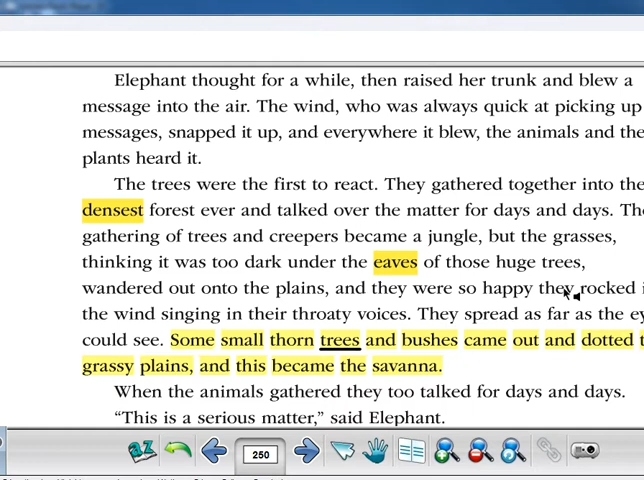 Elephant thought for a while, then raised her trunk and blew a
message into the air. The wind, who was always quick at picking up
messages, snapped it up, and everywhere it blew, the animals and the
plants heard it.
The trees were the first to react. They gathered together into the
densest forest ever and talked over the matter for days and days.
gathering of trees and creepers became a jungle, but the grasses,
thinking it was too dark under the eaves of those huge trees,
wandered out onto the plains, and they were so happy they rocked
the wind singing in their throaty voices. They spread as far as the
could see. Some small thorn trees and bushes came out and dotted
grassy plains, and this became the savanna.
When the animals gathered they too talked for days and days.
“This is a serious matter,” said Elephant.
250